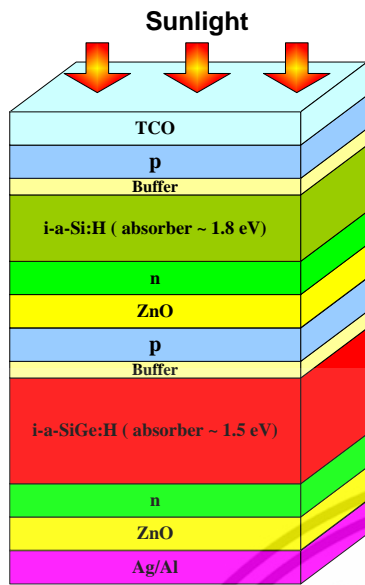 Sunlight
TCO
p
Buffer
i-a-Si:H ( absorber ~ 1.8 eV)
n
ZnO
p
Buffer
i-a-SiGe:H ( absorber ~ 1.5 eV)
n
ZnO
Ag/Al